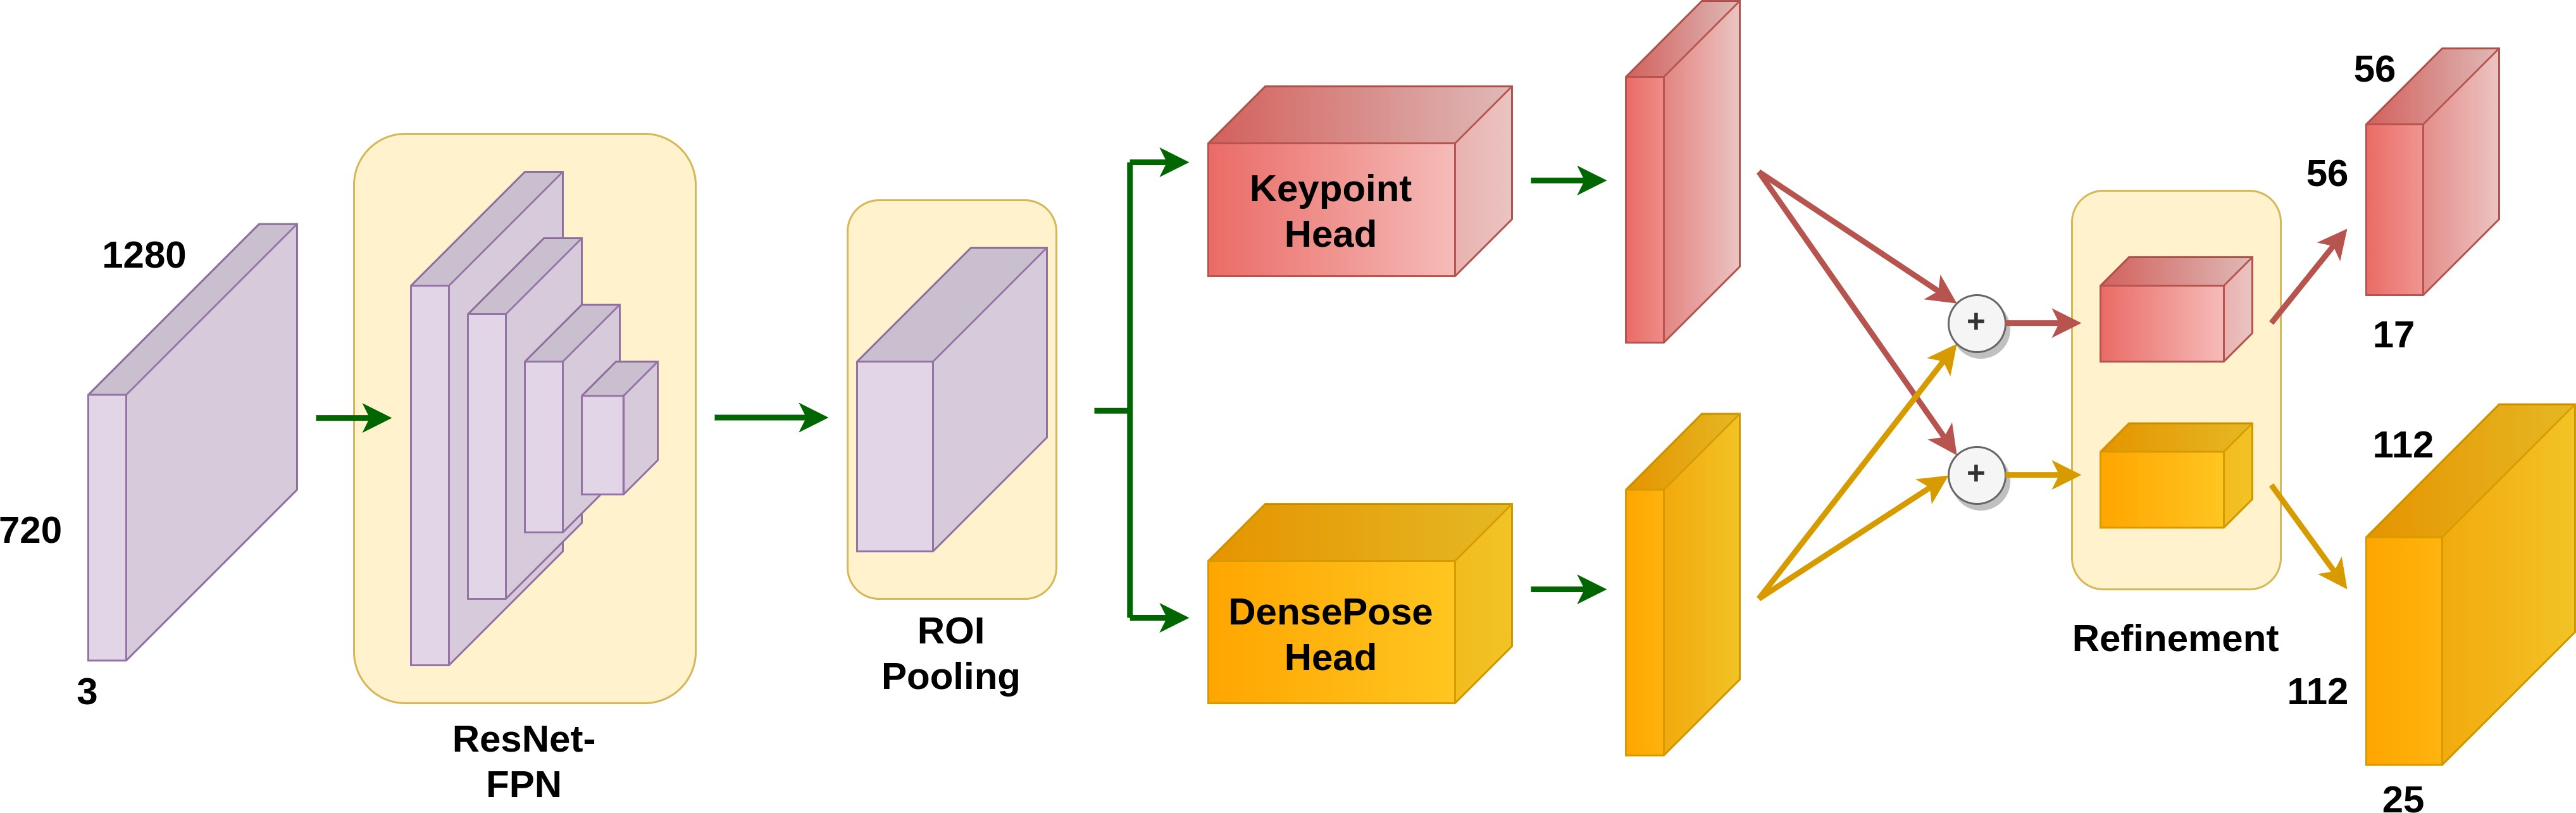 1280
720
3
ResNet-
FPN
ROI
Pooling
Keypoint
Head
DensePose
Head
+
+
Refinement
56
56
17
112
112
25